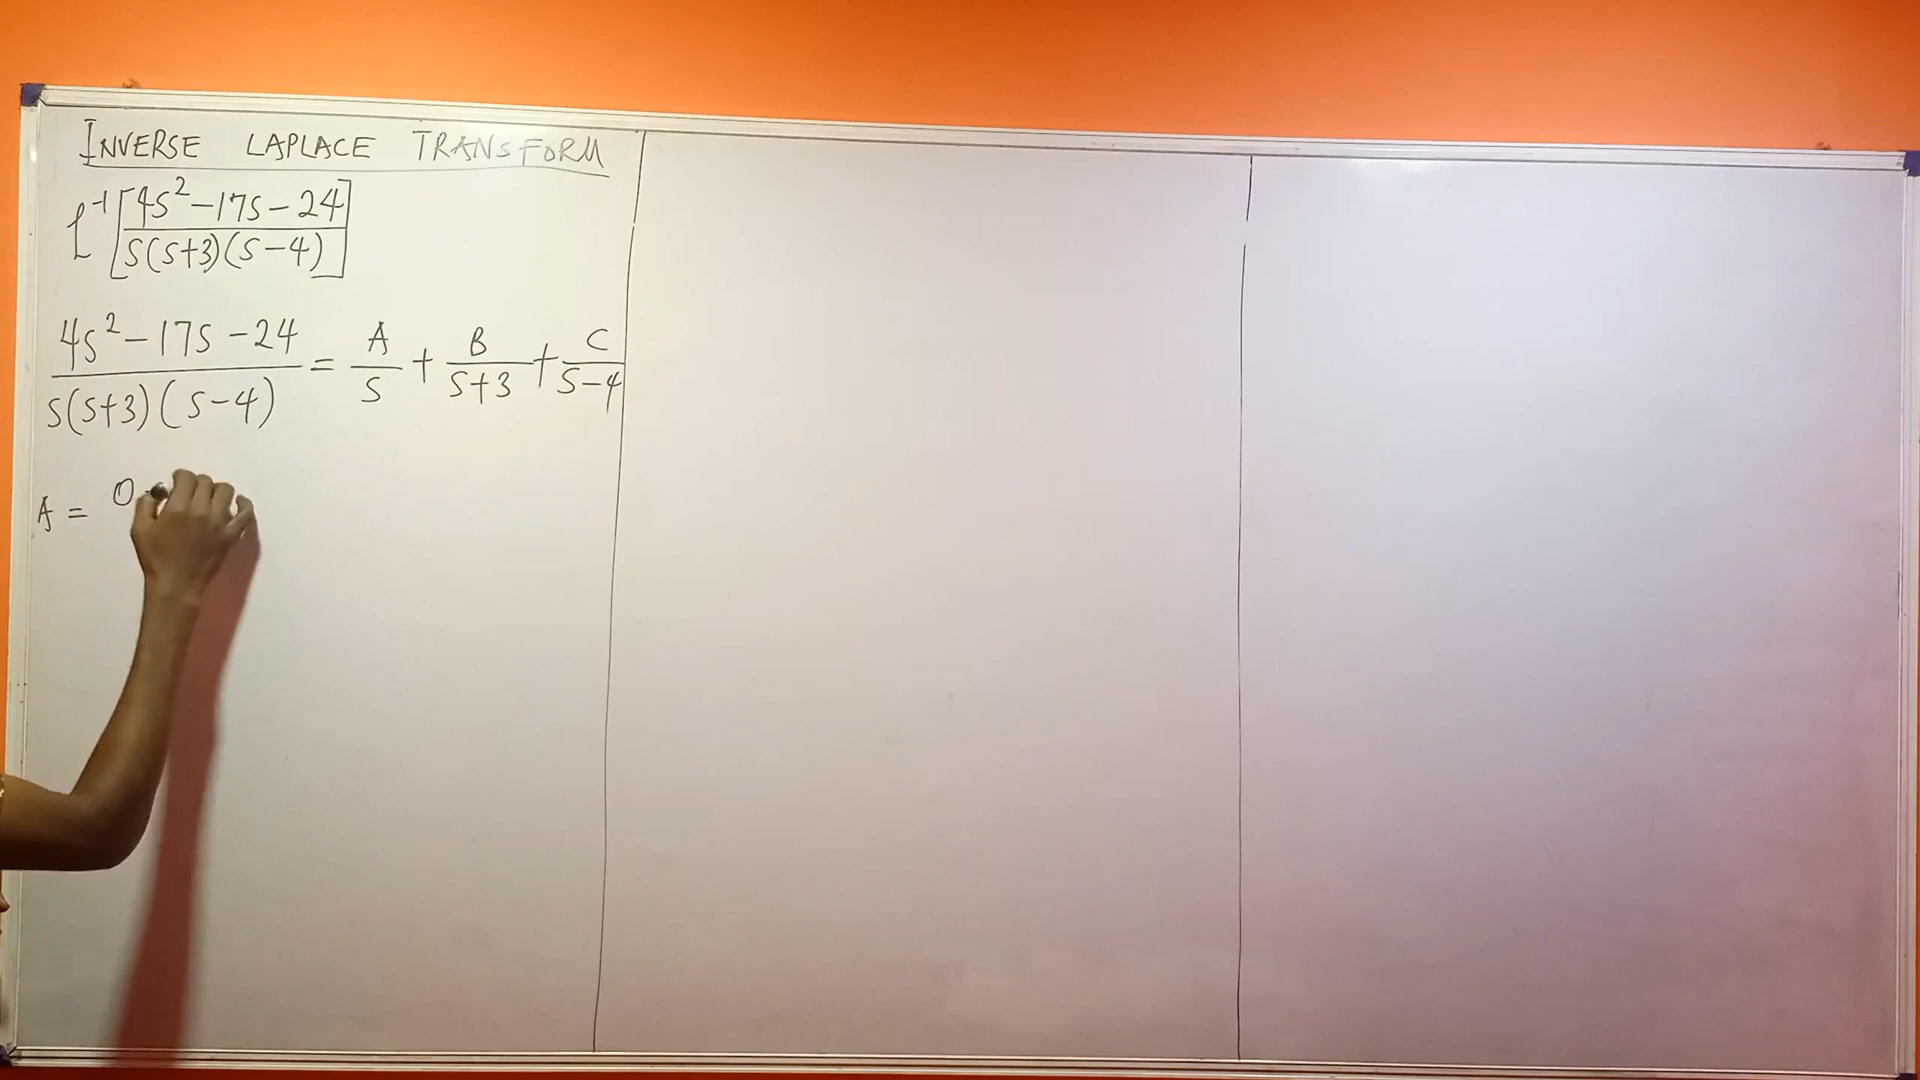 INVERSE LAPLACE TRANSFORM
L⁻¹[4s²-17s-24 / s(s+3)(s-4)]
4s²-17s-24 / s(s+3)(s-4) = A/s + B/s+3 + C/s-4
A = 0